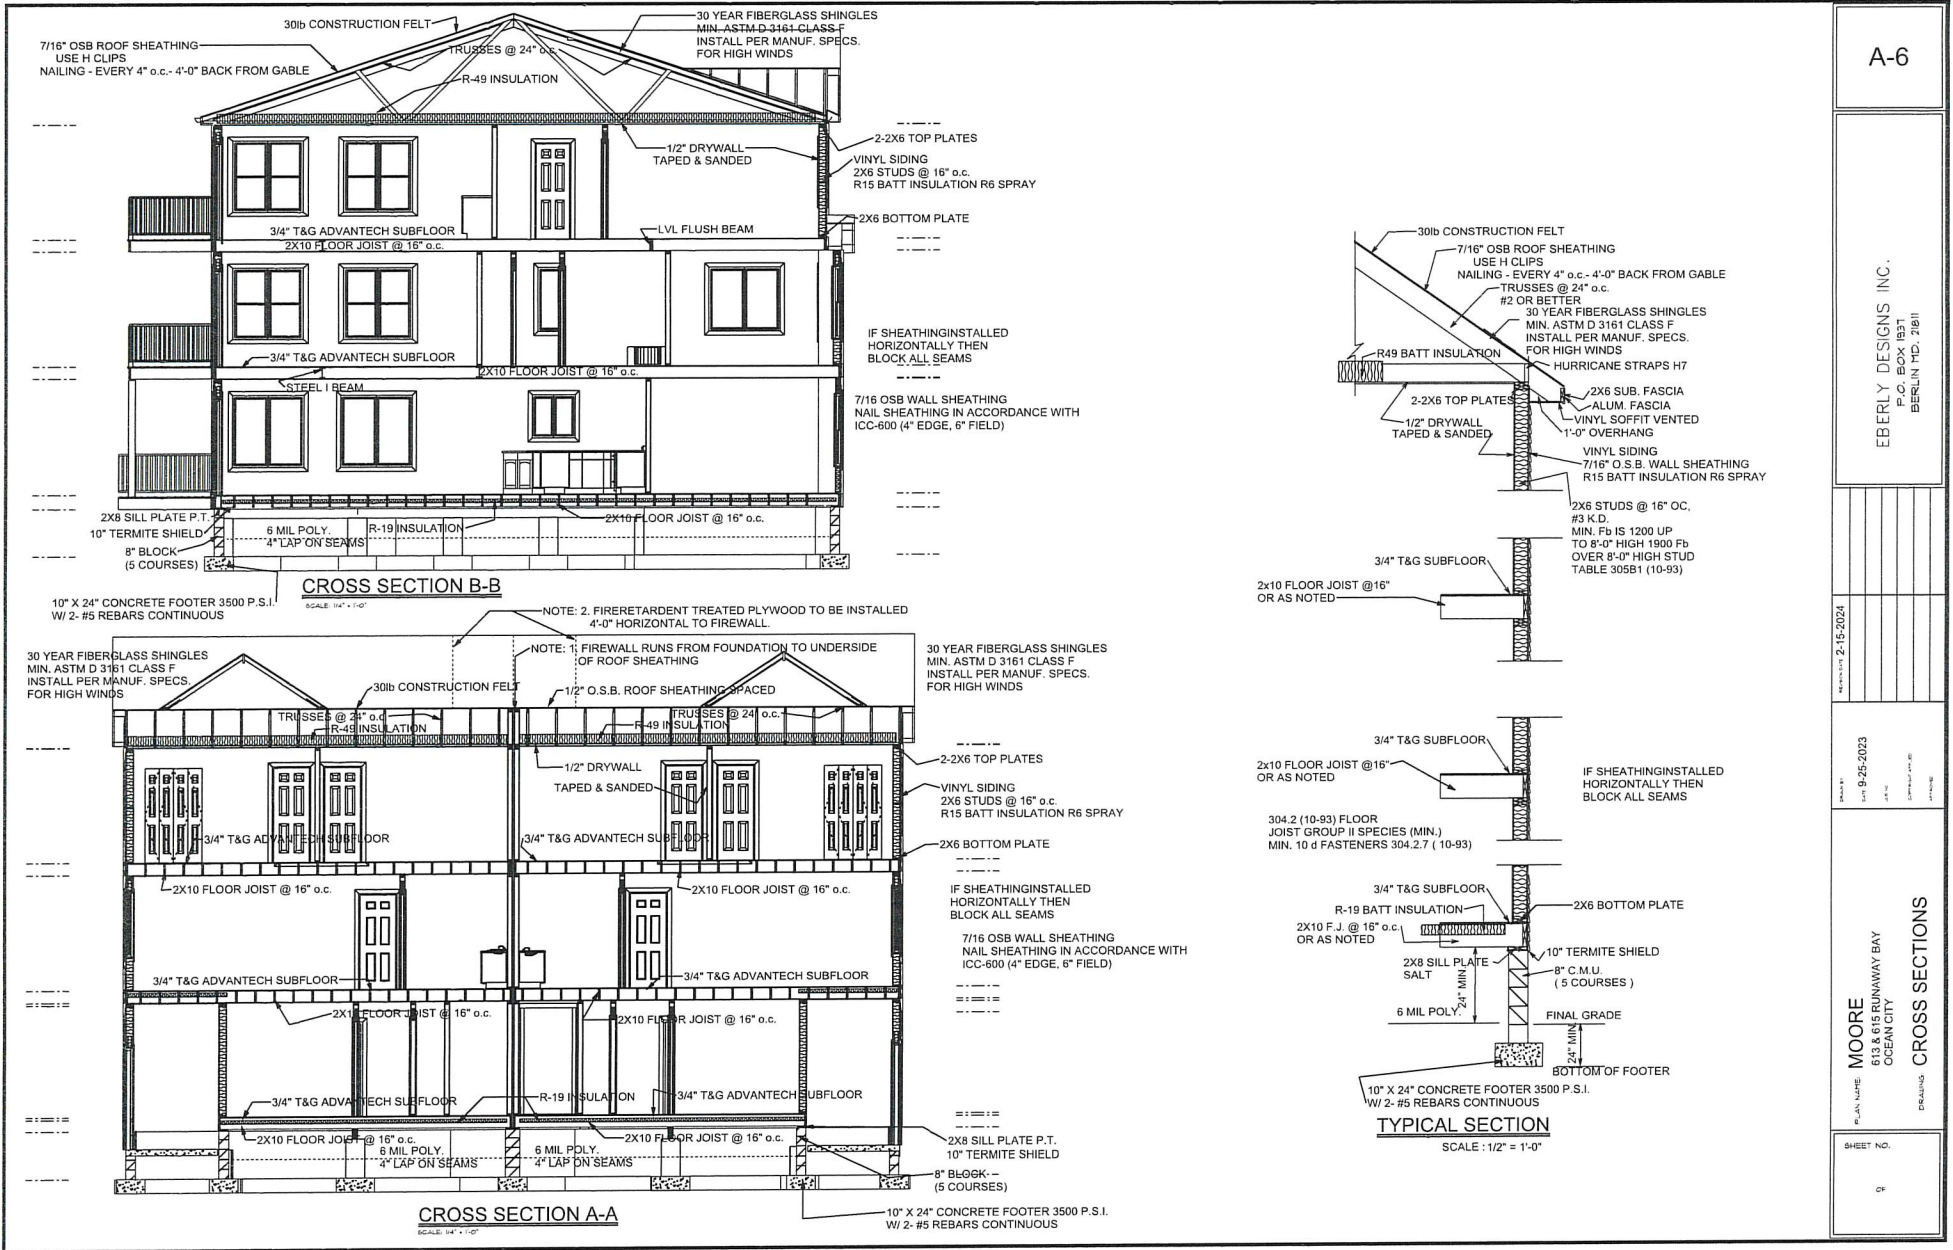 30lb CONSTRUCTION FELT
7/16" OSB ROOF SHEATHING
USE H CLIPS
NAILING - EVERY 4" o.c.- 4'-0" BACK FROM GABLE
TRUSSES @ 24" o.c.
R-49 INSULATION
30 YEAR FIBERGLASS SHINGLES
MIN. ASTM D 3161 CLASS F
INSTALL PER MANUF. SPECS.
FOR HIGH WINDS
1/2" DRYWALL
TAPED & SANDED
2-2X6 TOP PLATES
VINYL SIDING
2X6 STUDS @ 16" o.c.
R15 BATT INSULATION R6 SPRAY
2X6 BOTTOM PLATE
3/4" T&G ADVANTECH SUBFLOOR
2X10 FLOOR JOIST @ 16" o.c.
LVL FLUSH BEAM
IF SHEATHINGINSTALLED
HORIZONTALLY THEN
BLOCK ALL SEAMS
3/4" T&G ADVANTECH SUBFLOOR
2X10 FLOOR JOIST @ 16" o.c.
STEEL I BEAM
7/16 OSB WALL SHEATHING
NAIL SHEATHING IN ACCORDANCE WITH
ICC-600 (4" EDGE, 6" FIELD)
2X8 SILL PLATE P.T.
10" TERMITE SHIELD
8" BLOCK
(5 COURSES)
6 MIL POLY.
4" LAP ON SEAMS
R-19 INSULATION
2X10 FLOOR JOIST @ 16" o.c.
10" X 24" CONCRETE FOOTER 3500 P.S.I.
W/ 2- #5 REBARS CONTINUOUS
CROSS SECTION B-B
SCALE: 1/4" = 1'-0"
NOTE: 2. FIRERETARDENT TREATED PLYWOOD TO BE INSTALLED
4'-0" HORIZONTAL TO FIREWALL.
NOTE: 1. FIREWALL RUNS FROM FOUNDATION TO UNDERSIDE
OF ROOF SHEATHING
30 YEAR FIBERGLASS SHINGLES
MIN. ASTM D 3161 CLASS F
INSTALL PER MANUF. SPECS.
FOR HIGH WINDS
30lb CONSTRUCTION FELT
1/2" O.S.B. ROOF SHEATHING SPACED
TRUSSES @ 24" o.c.
R-49 INSULATION
TRUSSES @ 24" o.c.
R-49 INSULATION
30 YEAR FIBERGLASS SHINGLES
MIN. ASTM D 3161 CLASS F
INSTALL PER MANUF. SPECS.
FOR HIGH WINDS
1/2" DRYWALL
TAPED & SANDED
2-2X6 TOP PLATES
VINYL SIDING
2X6 STUDS @ 16" o.c.
R15 BATT INSULATION R6 SPRAY
2X6 BOTTOM PLATE
3/4" T&G ADVANTECH SUBFLOOR
3/4" T&G ADVANTECH SUBFLOOR
2X10 FLOOR JOIST @ 16" o.c.
2X10 FLOOR JOIST @ 16" o.c.
IF SHEATHINGINSTALLED
HORIZONTALLY THEN
BLOCK ALL SEAMS
7/16 OSB WALL SHEATHING
NAIL SHEATHING IN ACCORDANCE WITH
ICC-600 (4" EDGE, 6" FIELD)
3/4" T&G ADVANTECH SUBFLOOR
3/4" T&G ADVANTECH SUBFLOOR
2X10 FLOOR JOIST @ 16" o.c.
2X10 FLOOR JOIST @ 16" o.c.
3/4" T&G ADVANTECH SUBFLOOR
R-19 INSULATION
3/4" T&G ADVANTECH SUBFLOOR
2X10 FLOOR JOIST @ 16" o.c.
2X10 FLOOR JOIST @ 16" o.c.
6 MIL POLY.
4" LAP ON SEAMS
6 MIL POLY.
4" LAP ON SEAMS
2X8 SILL PLATE P.T.
10" TERMITE SHIELD
8" BLOCK
(5 COURSES)
10" X 24" CONCRETE FOOTER 3500 P.S.I.
W/ 2- #5 REBARS CONTINUOUS
CROSS SECTION A-A
SCALE: 1/4" = 1'-0"
30lb CONSTRUCTION FELT
7/16" OSB ROOF SHEATHING
USE H CLIPS
NAILING - EVERY 4" o.c.- 4'-0" BACK FROM GABLE
TRUSSES @ 24" o.c.
#2 OR BETTER
30 YEAR FIBERGLASS SHINGLES
MIN. ASTM D 3161 CLASS F
INSTALL PER MANUF. SPECS.
FOR HIGH WINDS
R49 BATT INSULATION
HURRICANE STRAPS H7
2-2X6 TOP PLATES
2X6 SUB. FASCIA
ALUM. FASCIA
VINYL SOFFIT VENTED
1'-0" OVERHANG
1/2" DRYWALL
TAPED & SANDED
VINYL SIDING
7/16" O.S.B. WALL SHEATHING
R15 BATT INSULATION R6 SPRAY
2X6 STUDS @ 16" OC,
#3 K.D.
MIN. Fb IS 1200 UP
TO 8'-0" HIGH 1900 Fb
OVER 8'-0" HIGH STUD
TABLE 305B1 (10-93)
3/4" T&G SUBFLOOR
2x10 FLOOR JOIST @16"
OR AS NOTED
3/4" T&G SUBFLOOR
2x10 FLOOR JOIST @16"
OR AS NOTED
IF SHEATHINGINSTALLED
HORIZONTALLY THEN
BLOCK ALL SEAMS
304.2 (10-93) FLOOR
JOIST GROUP II SPECIES (MIN.)
MIN. 10 d FASTENERS 304.2.7 ( 10-93)
3/4" T&G SUBFLOOR
R-19 BATT INSULATION
2X10 F.J. @ 16" o.c.
OR AS NOTED
2X6 BOTTOM PLATE
2X8 SILL PLATE
SALT
10" TERMITE SHIELD
8" C.M.U.
( 5 COURSES )
24" MIN.
6 MIL POLY.
FINAL GRADE
24" MIN.
BOTTOM OF FOOTER
10" X 24" CONCRETE FOOTER 3500 P.S.I.
W/ 2- #5 REBARS CONTINUOUS
TYPICAL SECTION
SCALE : 1/2" = 1'-0"
A-6
EBERLY DESIGNS INC.
P.O. BOX 1937
BERLIN MD. 21811
REVISION DATE 2-15-2024
DATE 9-25-2023
PLAN NAME: MOORE
613 & 615 RUNAWAY BAY
OCEAN CITY
DRAWING: CROSS SECTIONS
SHEET NO.
OF